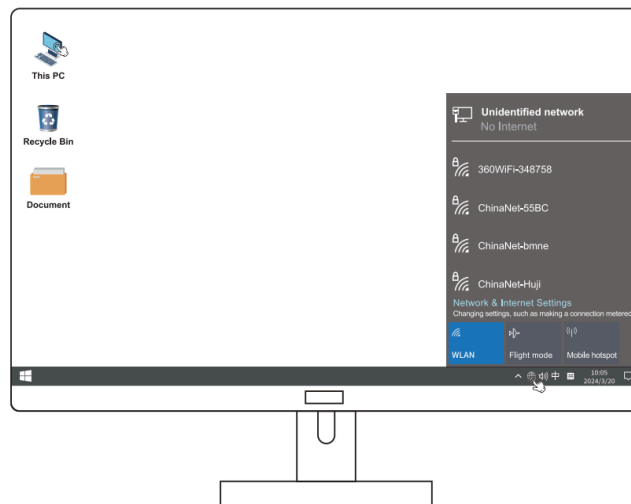 This PC
Recycle Bin
Document
Unidentified network
No Internet
360WiFi-348758
ChinaNet-55BC
ChinaNet-bmne
ChinaNet-Huji
Network & Internet Settings
Changing settings, such as making a connection metered
WLAN
Flight mode
Mobile hotspot
中
10:05
2024/3/20